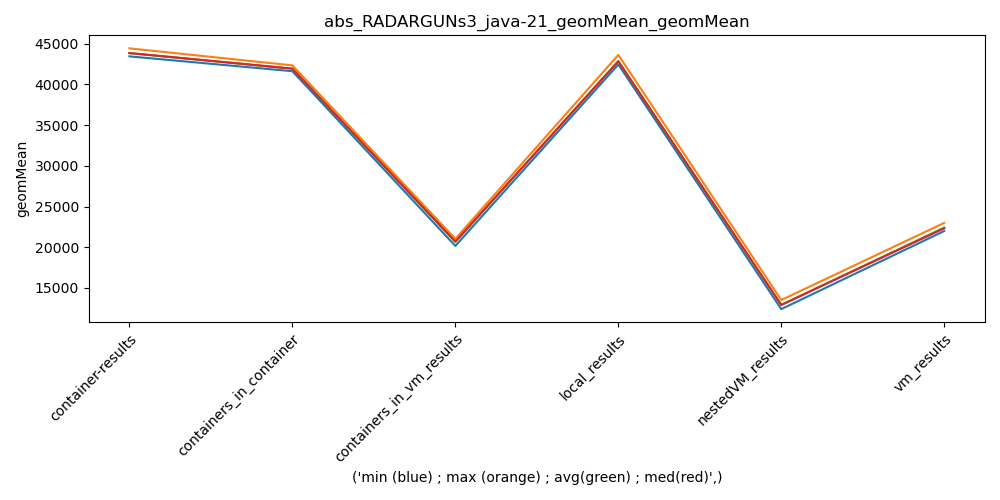 abs_RADARGUNs3_java-21_geomMean_geomMean
geomMean
45000
40000
35000
30000
25000
20000
15000
container-results
containers_in_container
containers_in_vm_results
local_results
nestedVM_results
vm_results
('min (blue) ; max (orange) ; avg(green) ; med(red)',)